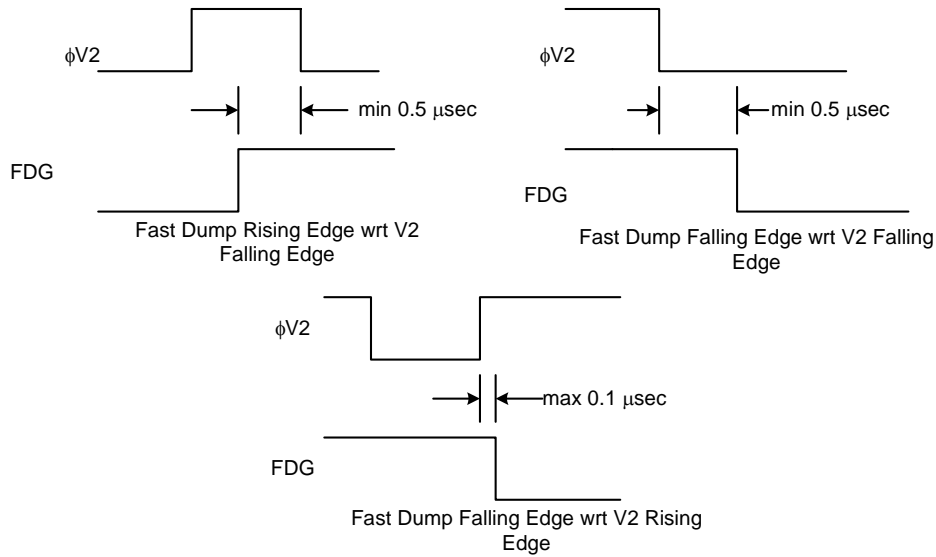 ϕV2
min 0.5 μsec
FDG
Fast Dump Rising Edge wrt V2
Falling Edge
ϕV2
min 0.5 μsec
FDG
Fast Dump Falling Edge wrt V2 Falling
Edge
ϕV2
max 0.1 μsec
FDG
Fast Dump Falling Edge wrt V2 Rising
Edge